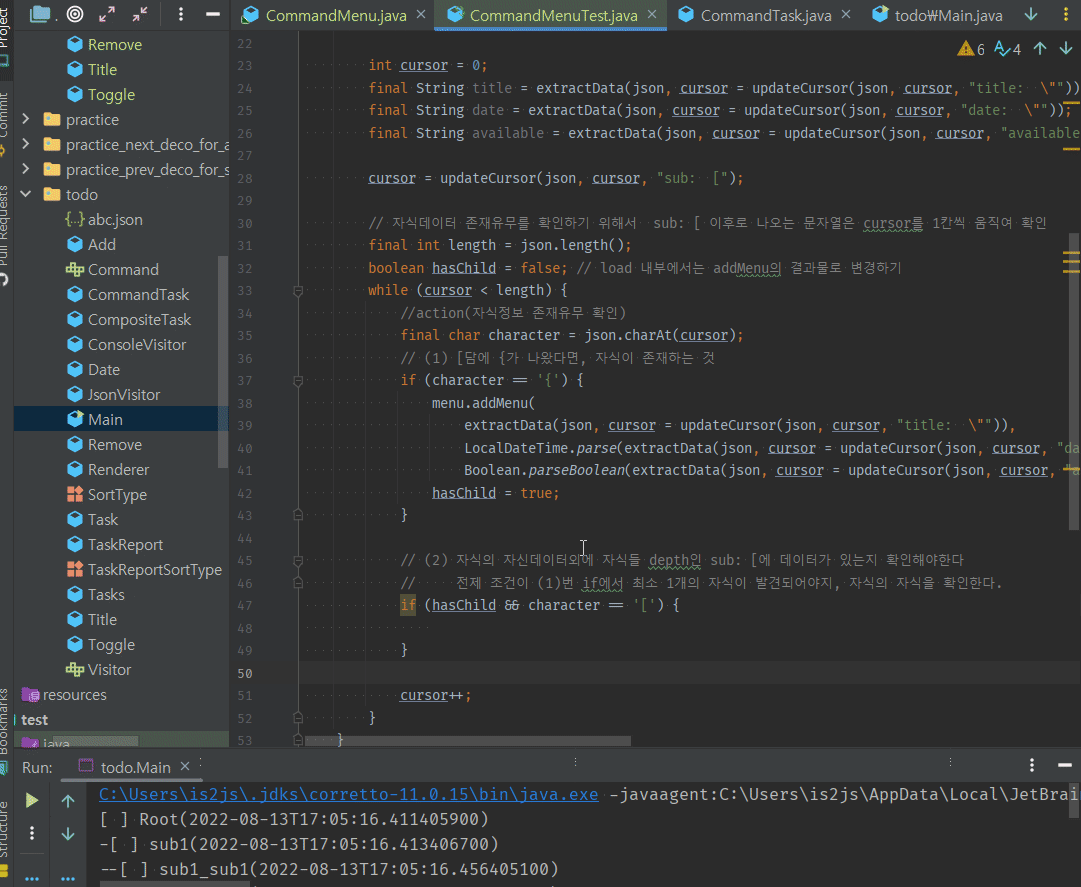 Project
Commit
Pull Requests
Bookmarks
Structure
CommandMenu.java
CommandMenuTest.java
CommandTask.java
todo₩Main.java
Remove
Title
Toggle
practice
practice_next_deco_for_a
practice_prev_deco_for_s
todo
abc.json
Add
Command
CommandTask
CompositeTask
ConsoleVisitor
Date
JsonVisitor
Main
Remove
Renderer
SortType
Task
TaskReport
TaskReportSortType
Tasks
Title
Toggle
Visitor
resources
test
java
6 4
22
23 int cursor = 0;
24 final String title = extractData(json, cursor = updateCursor(json, cursor, "title: \""))
25 final String date = extractData(json, cursor = updateCursor(json, cursor, "date: \""));
26 final String available = extractData(json, cursor = updateCursor(json, cursor, "available
27
28 cursor = updateCursor(json, cursor, "sub: [");
29
30 // 자식데이터 존재유무를 확인하기 위해서 sub: [ 이후로 나오는 문자열은 cursor를 1칸씩 움직여 확인
31 final int length = json.length();
32 boolean hasChild = false; // load 내부에서는 addMenu의 결과물로 변경하기
33 while (cursor < length) {
34 //action(자식정보 존재유무 확인)
35 final char character = json.charAt(cursor);
36 // (1) [담에 {가 나왔다면, 자식이 존재하는 것
37 if (character == '{') {
38 menu.addMenu(
39 extractData(json, cursor = updateCursor(json, cursor, "title: \"")),
40 LocalDateTime.parse(extractData(json, cursor = updateCursor(json, cursor, "da
41 Boolean.parseBoolean(extractData(json, cursor = updateCursor(json, cursor, "a
42 hasChild = true;
43 }
44
45 // (2) 자식의 자신데이터외에 자식들 depth인 sub: [에 데이터가 있는지 확인해야한다
46 // 전제 조건이 (1)번 if에서 최소 1개의 자식이 발견되어야지, 자식의 자식을 확인한다.
47 if (hasChild && character == '[') {
48
49 }
50
51 cursor++;
52 }
53 }
Run: todo.Main
C:\Users\is2js\.jdks\corretto-11.0.15\bin\java.exe -javaagent:C:\Users\is2js\AppData\Local\JetBrai
[ ] Root(2022-08-13T17:05:16.411405900)
-[ ] sub1(2022-08-13T17:05:16.413406700)
--[ ] sub1_sub1(2022-08-13T17:05:16.456405100)